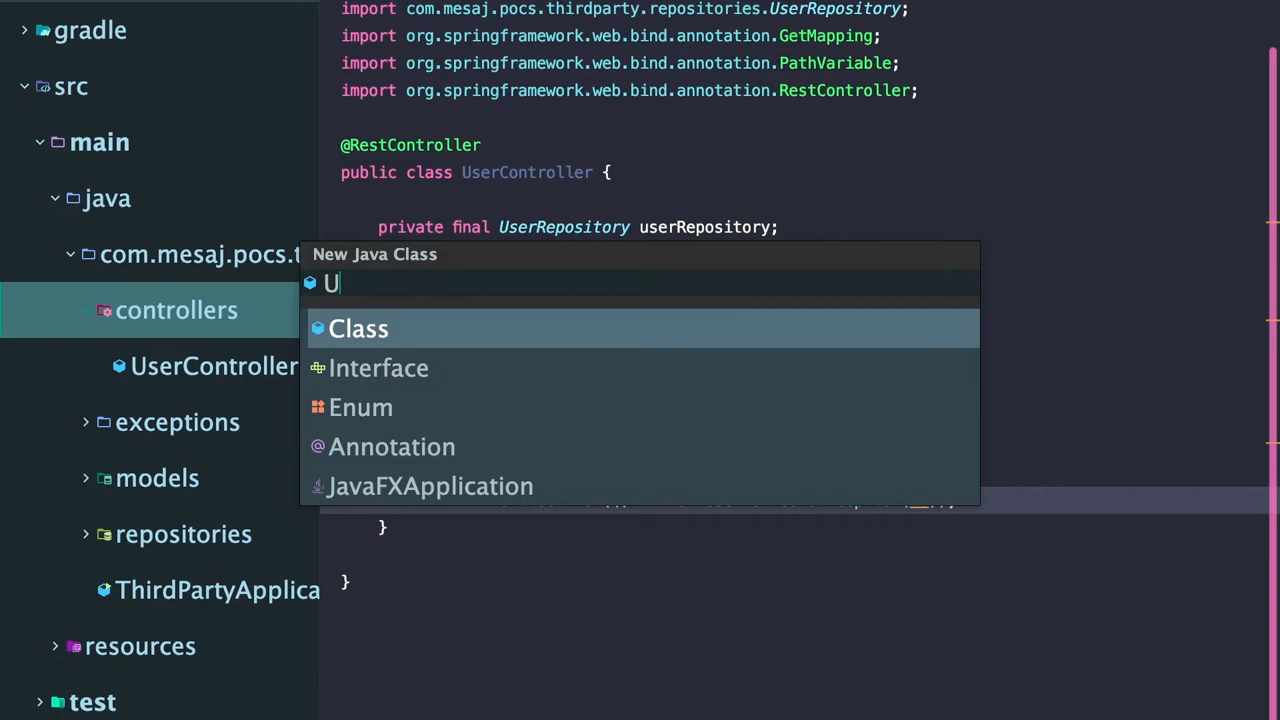 gradle
src
main
java
com.mesaj.pocs.t
controllers
UserController
exceptions
models
repositories
ThirdPartyApplica
resources
test
import com.mesaj.pocs.thirdparty.repositories.UserRepository;
import org.springframework.web.bind.annotation.GetMapping;
import org.springframework.web.bind.annotation.PathVariable;
import org.springframework.web.bind.annotation.RestController;
@RestController
public class UserController {
private final UserRepository userRepository;
New Java Class
U
Class
Interface
Enum
Annotation
JavaFXApplication
}
}